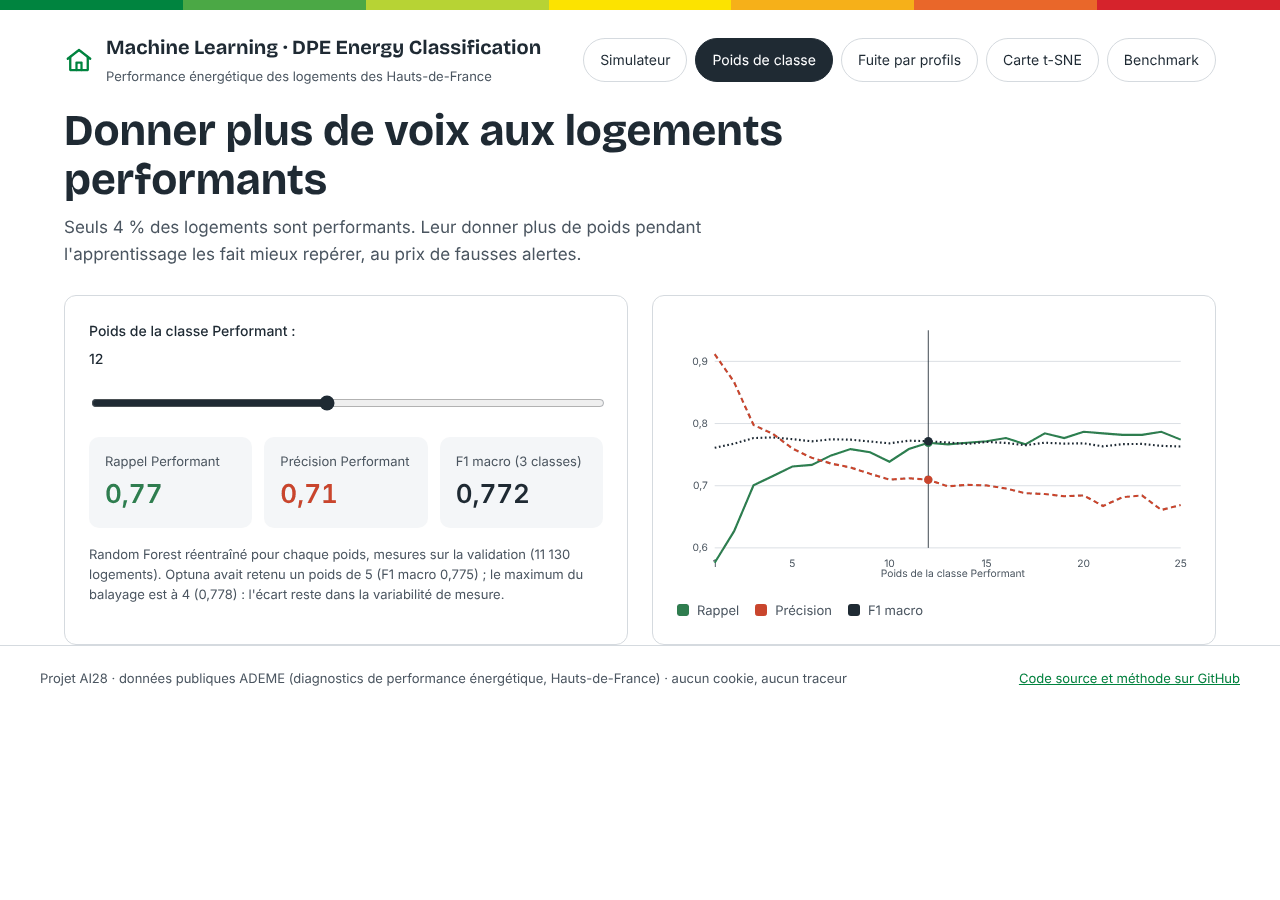 Machine Learning · DPE Energy Classification
Performance énergétique des logements des Hauts-de-France
Simulateur
Poids de classe
Fuite par profils
Carte t-SNE
Benchmark
Donner plus de voix aux logements
performants
Seuls 4 % des logements sont performants. Leur donner plus de poids pendant
l'apprentissage les fait mieux repérer, au prix de fausses alertes.
Poids de la classe Performant :
12
Rappel Performant
0,77
Précision Performant
0,71
F1 macro (3 classes)
0,772
Random Forest réentraîné pour chaque poids, mesures sur la validation (11 130
logements). Optuna avait retenu un poids de 5 (F1 macro 0,775) ; le maximum du
balayage est à 4 (0,778) : l'écart reste dans la variabilité de mesure.
0,9
0,8
0,7
0,6
1 5 10 15 20 25
Poids de la classe Performant
Rappel
Précision
F1 macro
Projet AI28 · données publiques ADEME (diagnostics de performance énergétique, Hauts-de-France) · aucun cookie, aucun traceur
Code source et méthode sur GitHub